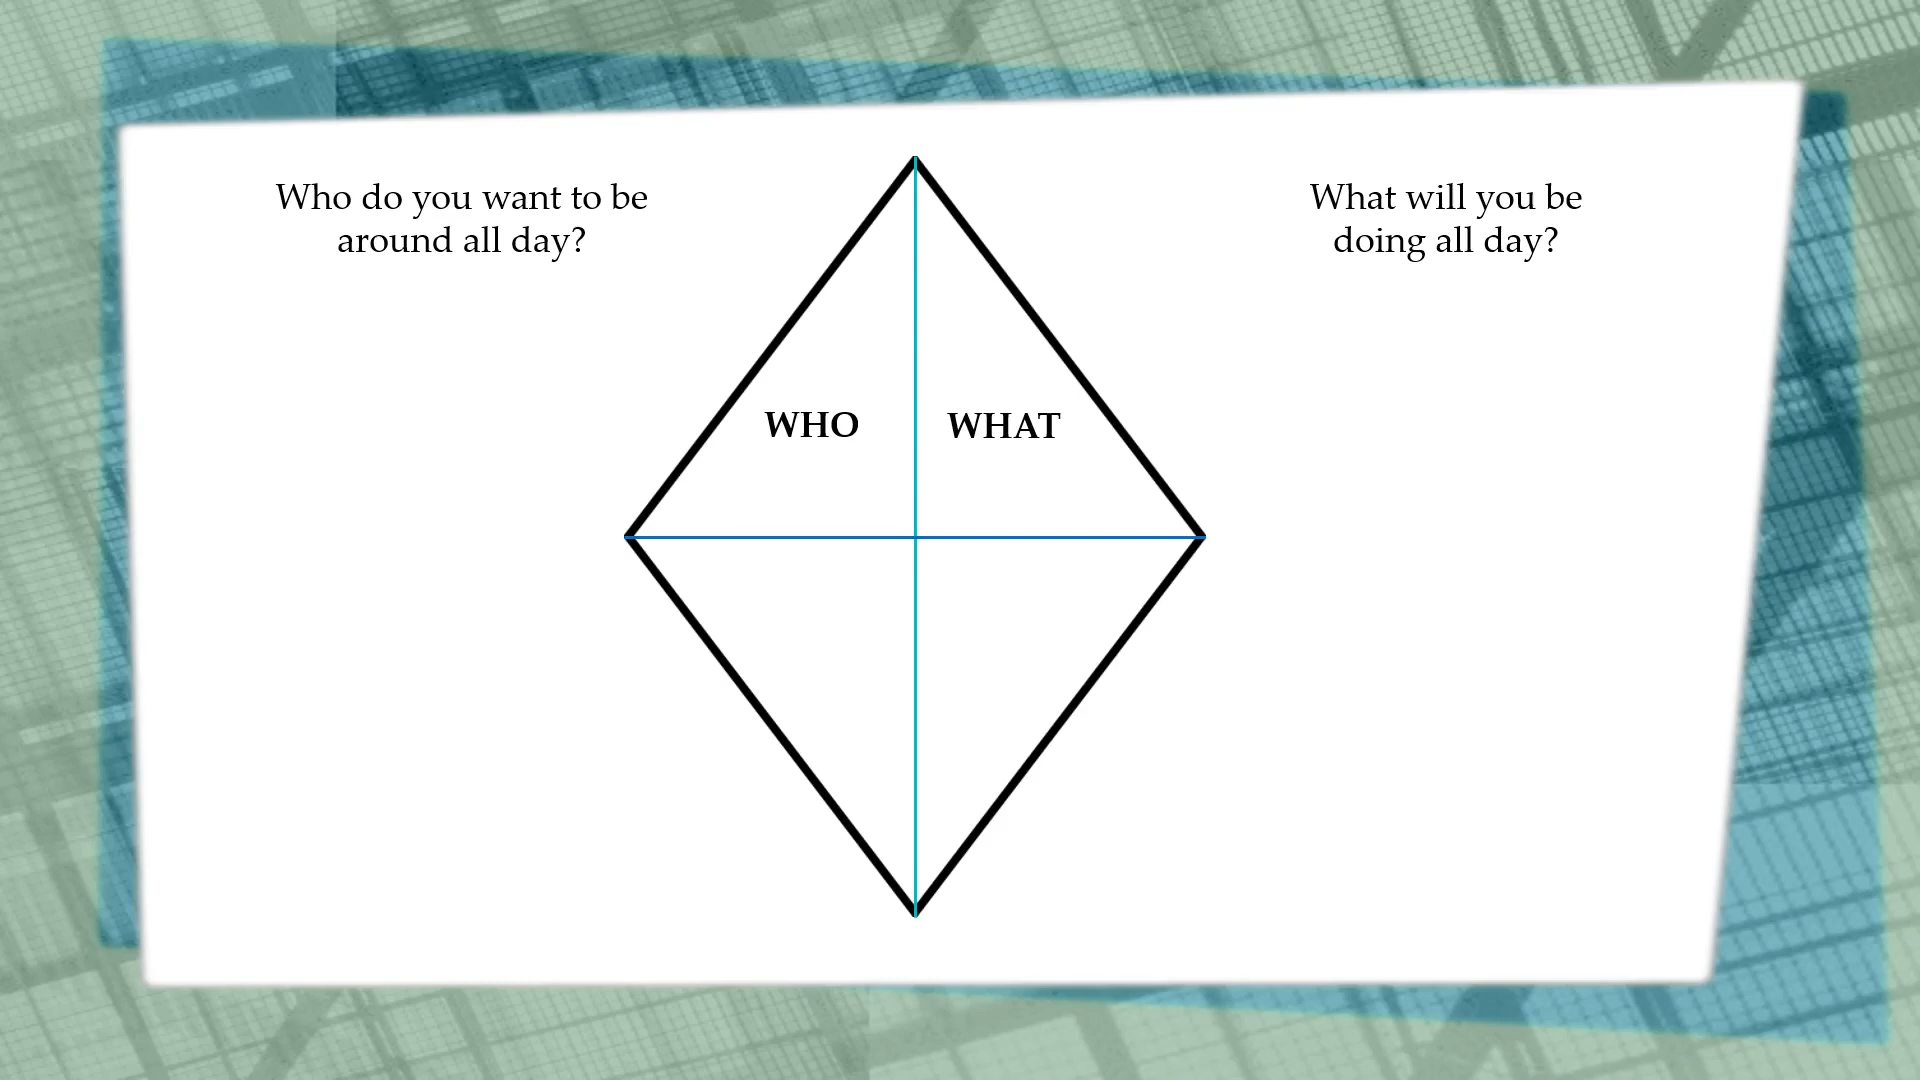 Who do you want to be
around all day?
What will you be
doing all day?
WHO
WHAT